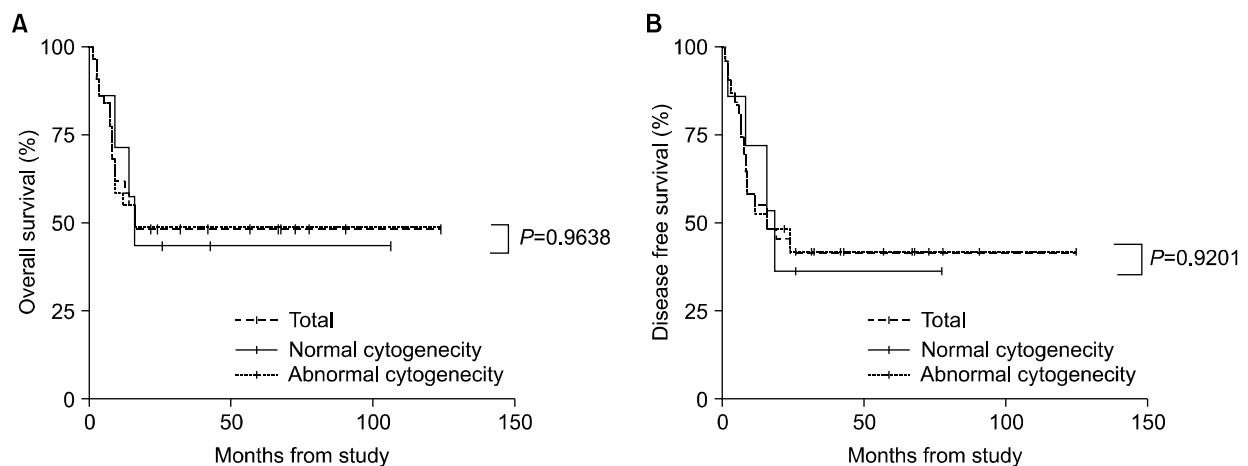 A
100
75
50
25
0
Overall survival (%)
P=0.9638
Total
Normal cytogenecity
Abnormal cytogenecity
0 50 100 150
Months from study
B
100
75
50
25
0
Disease free survival (%)
P=0.9201
Total
Normal cytogenecity
Abnormal cytogenecity
0 50 100 150
Months from study